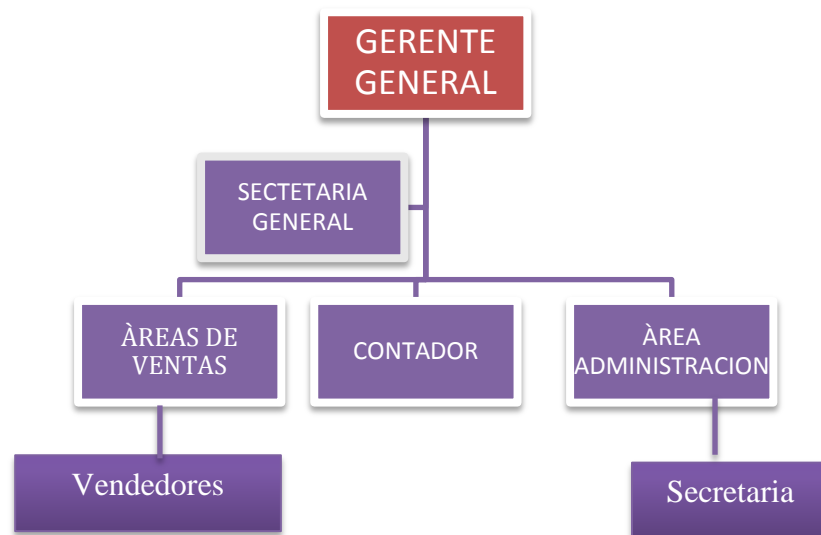 GERENTE
GENERAL
SECTETARIA
GENERAL
ÀREAS DE
VENTAS
CONTADOR
ÀREA
ADMINISTRACION
Vendedores
Secretaria